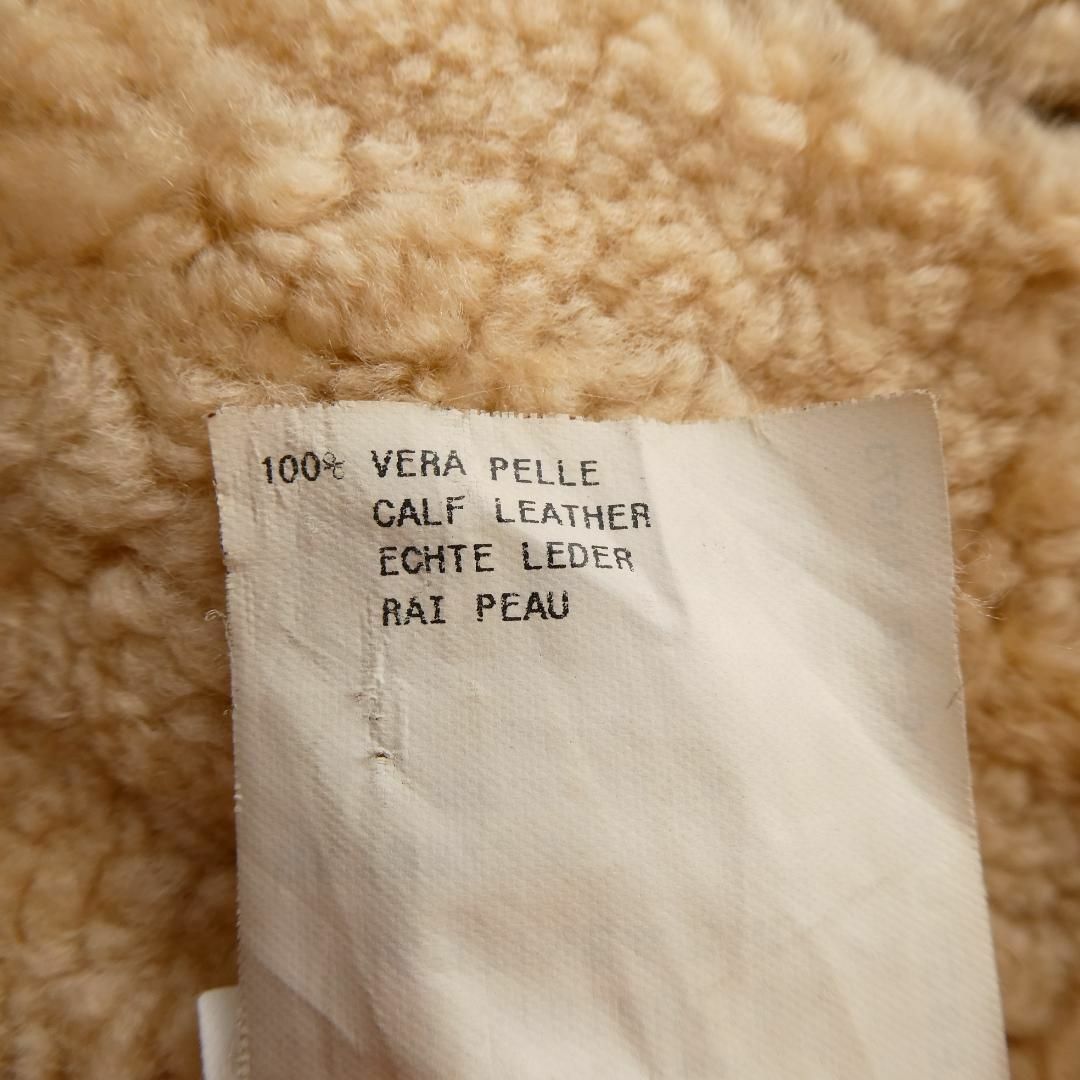 100% VERA PELLE
CALF LEATHER
ECHTE LEDER
RAI PEAU